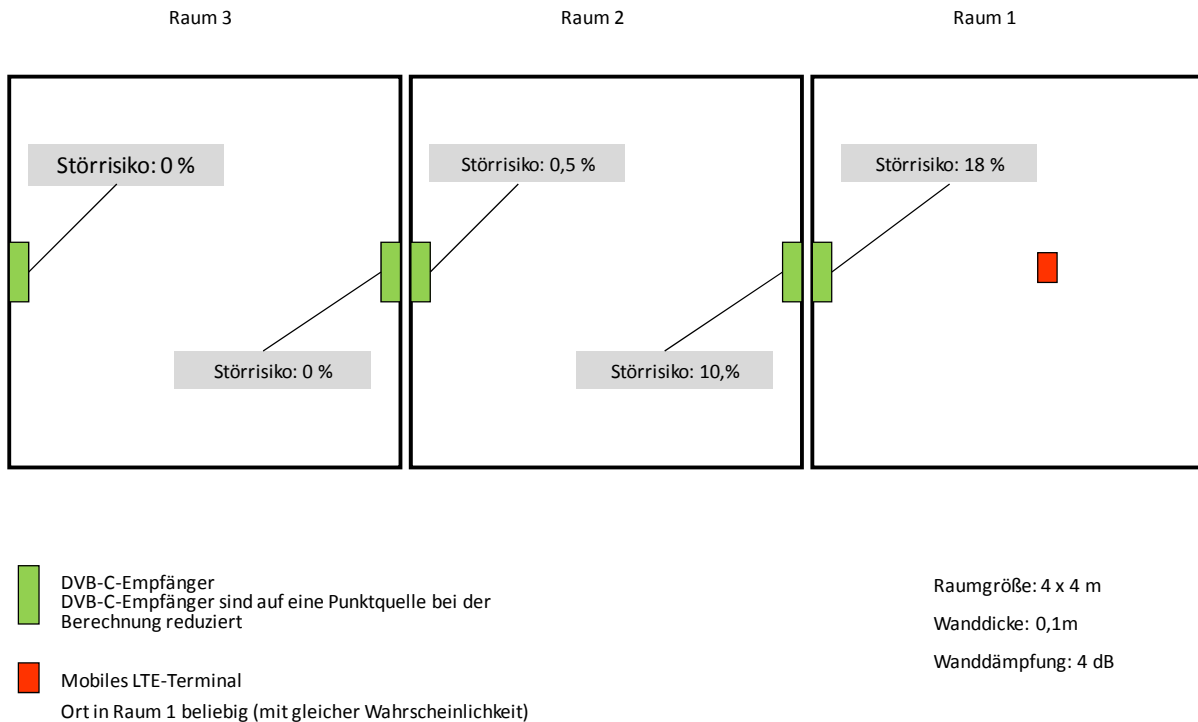 Raum 3
Raum 2
Raum 1
Störrisiko: 0 %
Störrisiko: 0,5 %
Störrisiko: 18 %
Störrisiko: 0 %
Störrisiko: 10,%
DVB-C-Empfänger
DVB-C-Empfänger sind auf eine Punktquelle bei der
Berechnung reduziert
Mobiles LTE-Terminal
Ort in Raum 1 beliebig (mit gleicher Wahrscheinlichkeit)
Raumgröße: 4 x 4 m
Wanddicke: 0,1m
Wanddämpfung: 4 dB